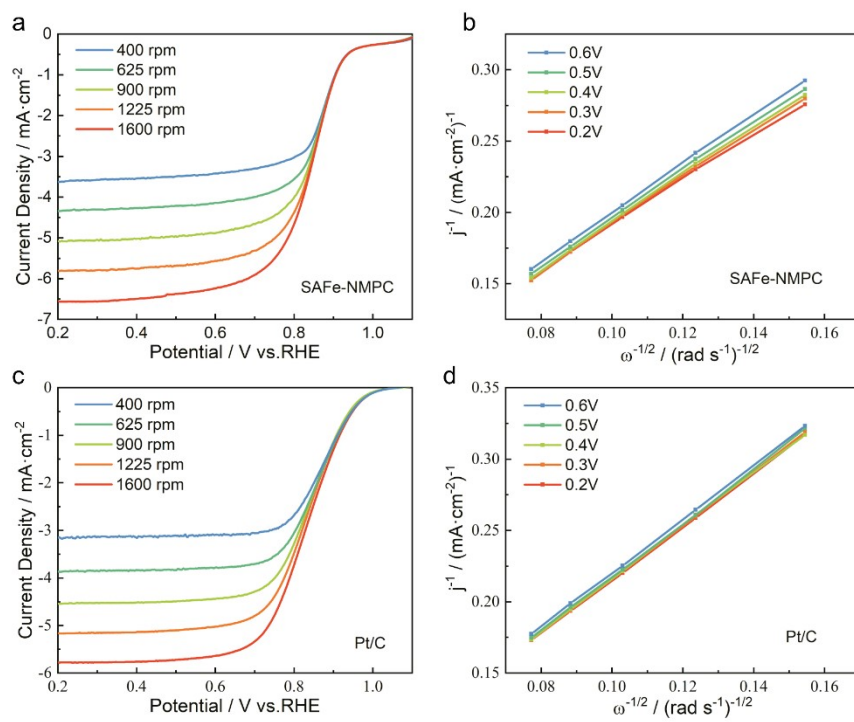 a
0
-1
-2
-3
-4
-5
-6
-7
Current Density / mA·cm⁻²
400 rpm
625 rpm
900 rpm
1225 rpm
1600 rpm
SAFe-NMPC
0.2 0.4 0.6 0.8 1.0
Potential / V vs.RHE
b
0.30
0.25
0.20
0.15
j⁻¹ / (mA·cm⁻²)⁻¹
0.6V
0.5V
0.4V
0.3V
0.2V
SAFe-NMPC
0.08 0.10 0.12 0.14 0.16
ω⁻¹/² / (rad s⁻¹)⁻¹/²
c
0
-1
-2
-3
-4
-5
-6
Current Density / mA·cm⁻²
400 rpm
625 rpm
900 rpm
1225 rpm
1600 rpm
Pt/C
0.2 0.4 0.6 0.8 1.0
Potential / V vs.RHE
d
0.35
0.30
0.25
0.20
0.15
j⁻¹ / (mA·cm⁻²)⁻¹
0.6V
0.5V
0.4V
0.3V
0.2V
Pt/C
0.08 0.10 0.12 0.14 0.16
ω⁻¹/² / (rad s⁻¹)⁻¹/²